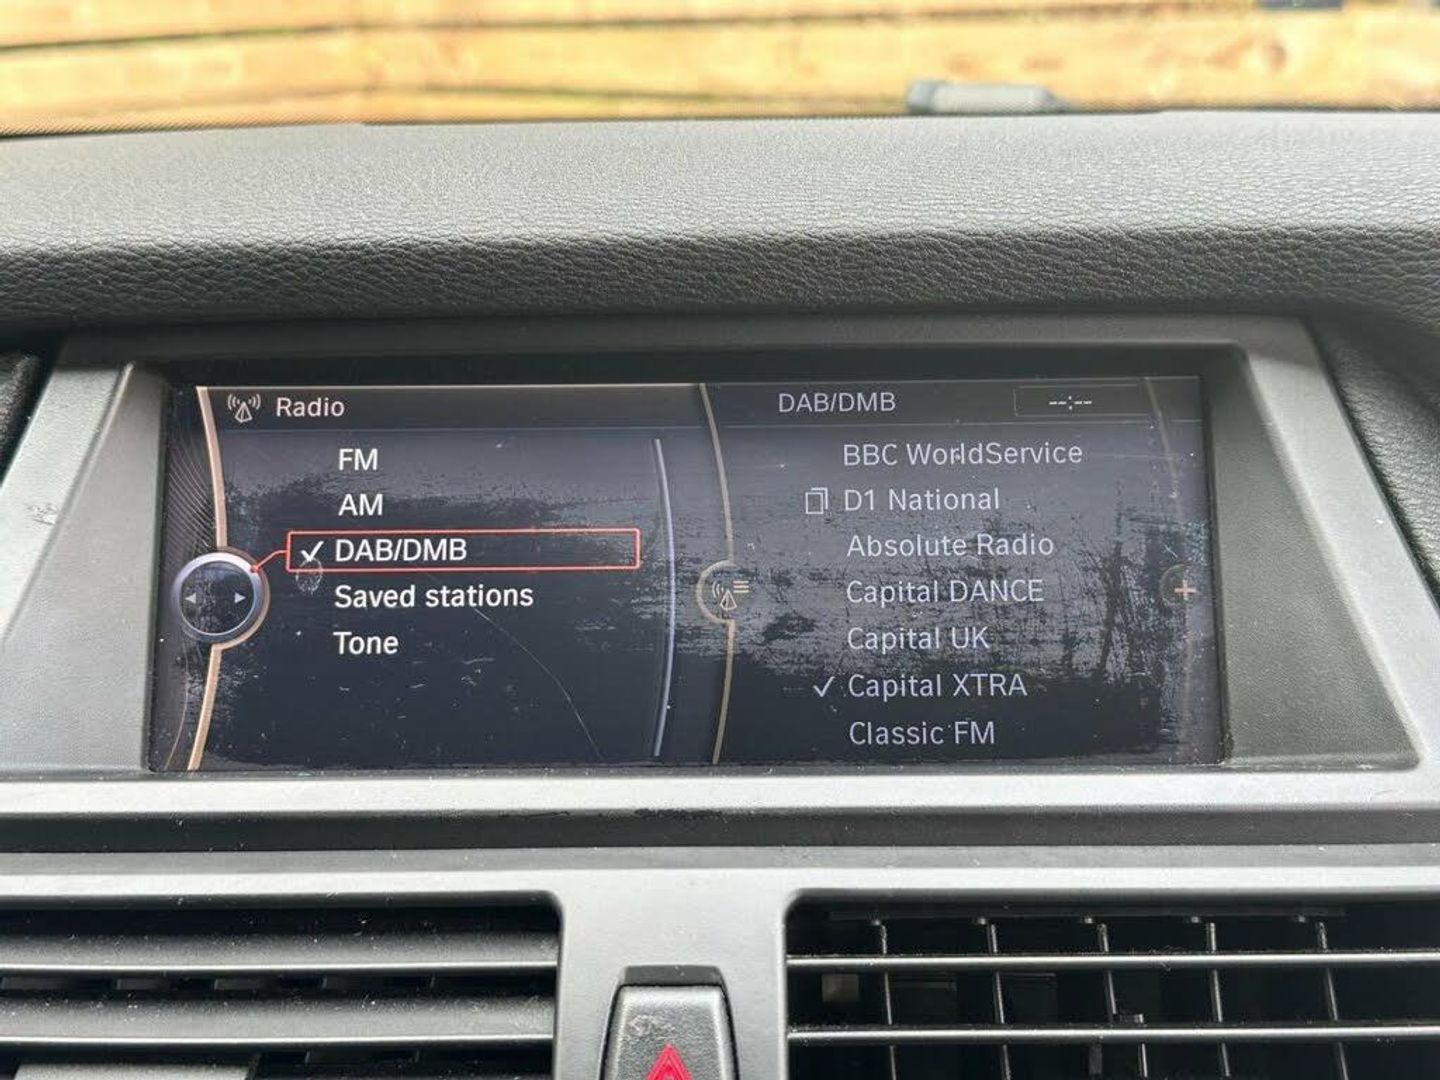 Radio
FM
AM
DAB/DMB
Saved stations
Tone
DAB/DMB
--:--
BBC WorldService
D1 National
Absolute Radio
Capital DANCE
Capital UK
Capital XTRA
Classic FM